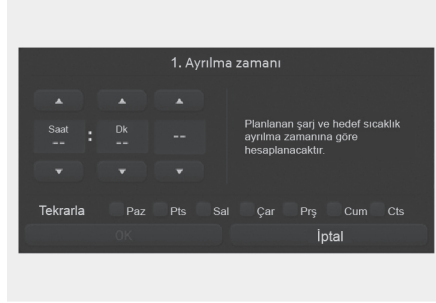 1. Ayrılma zamanı
Saat
--
:
Dk
--
--
Planlanan şarj ve hedef sıcaklık
ayrılma zamanına göre
hesaplanacaktır.
Tekrarla
Paz
Pts
Sal
Çar
Prş
Cum
Cts
OK
İptal